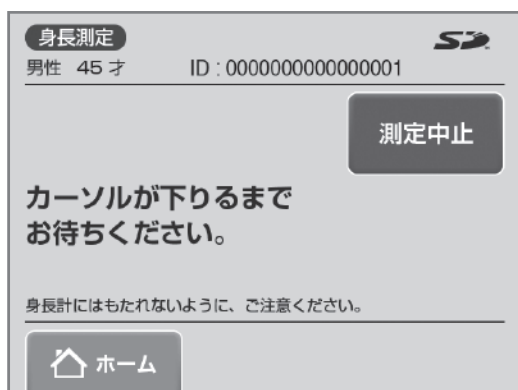 身長測定
SD
男性 45 才 ID : 0000000000000001
測定中止
カーソルが下りるまで
お待ちください。
身長計にはもたれないように、ご注意ください。
ホーム